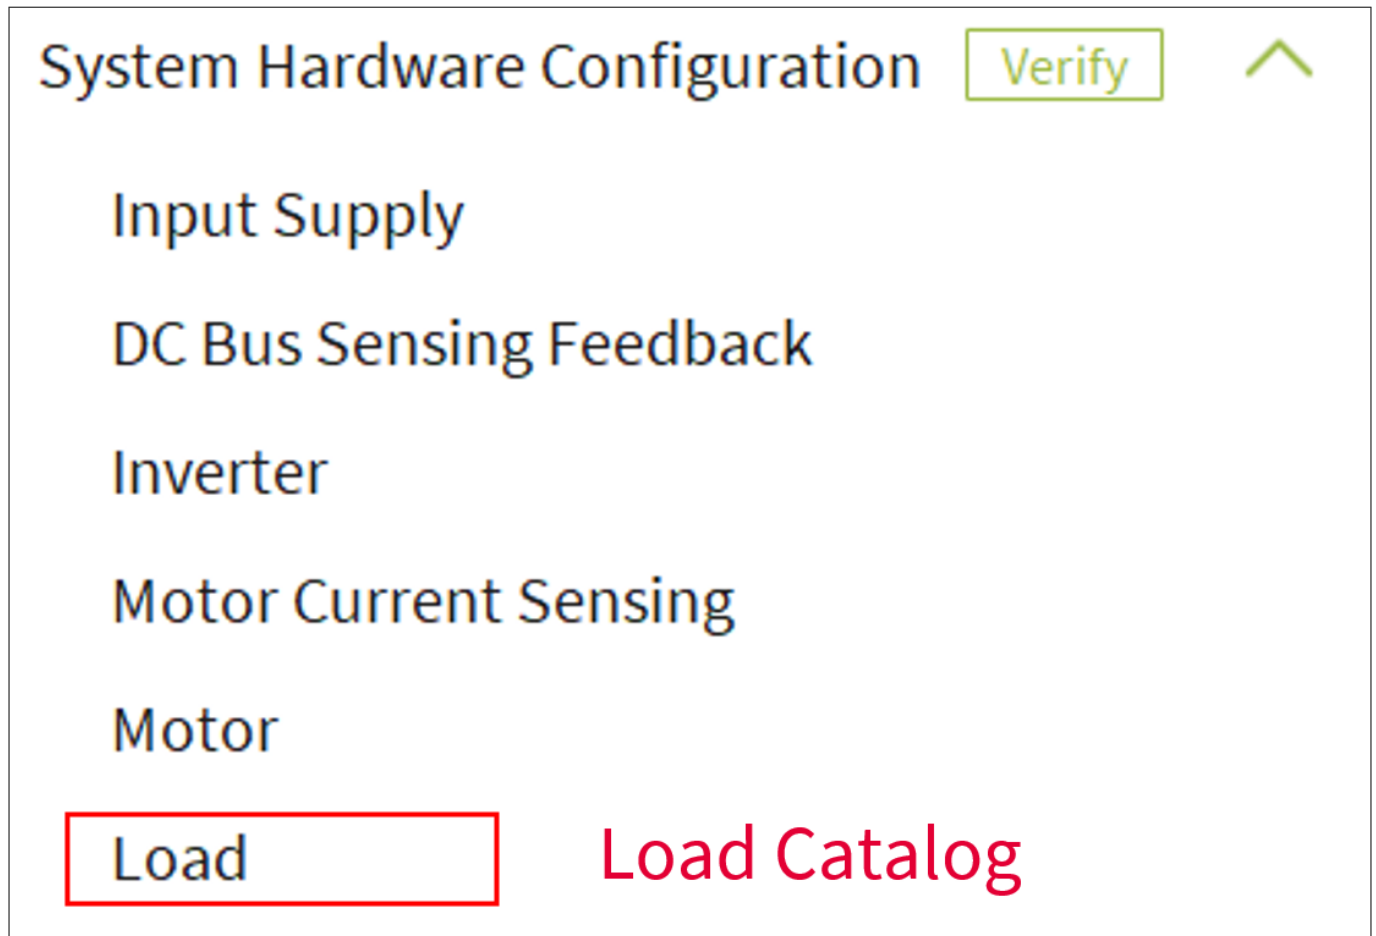 System Hardware Configuration Verify
Input Supply
DC Bus Sensing Feedback
Inverter
Motor Current Sensing
Motor
Load Load Catalog